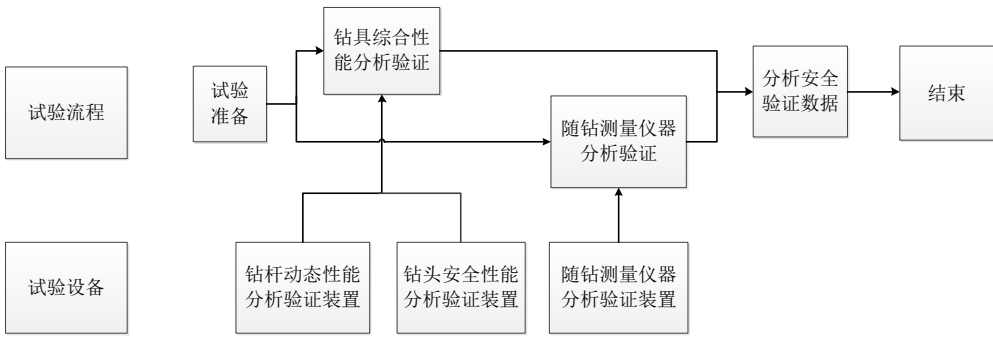 钻具综合性
能分析验证
试验流程
试验
准备
随钻测量仪器
分析验证
分析安全
验证数据
结束
试验设备
钻杆动态性能
分析验证装置
钻头安全性能
分析验证装置
随钻测量仪器
分析验证装置